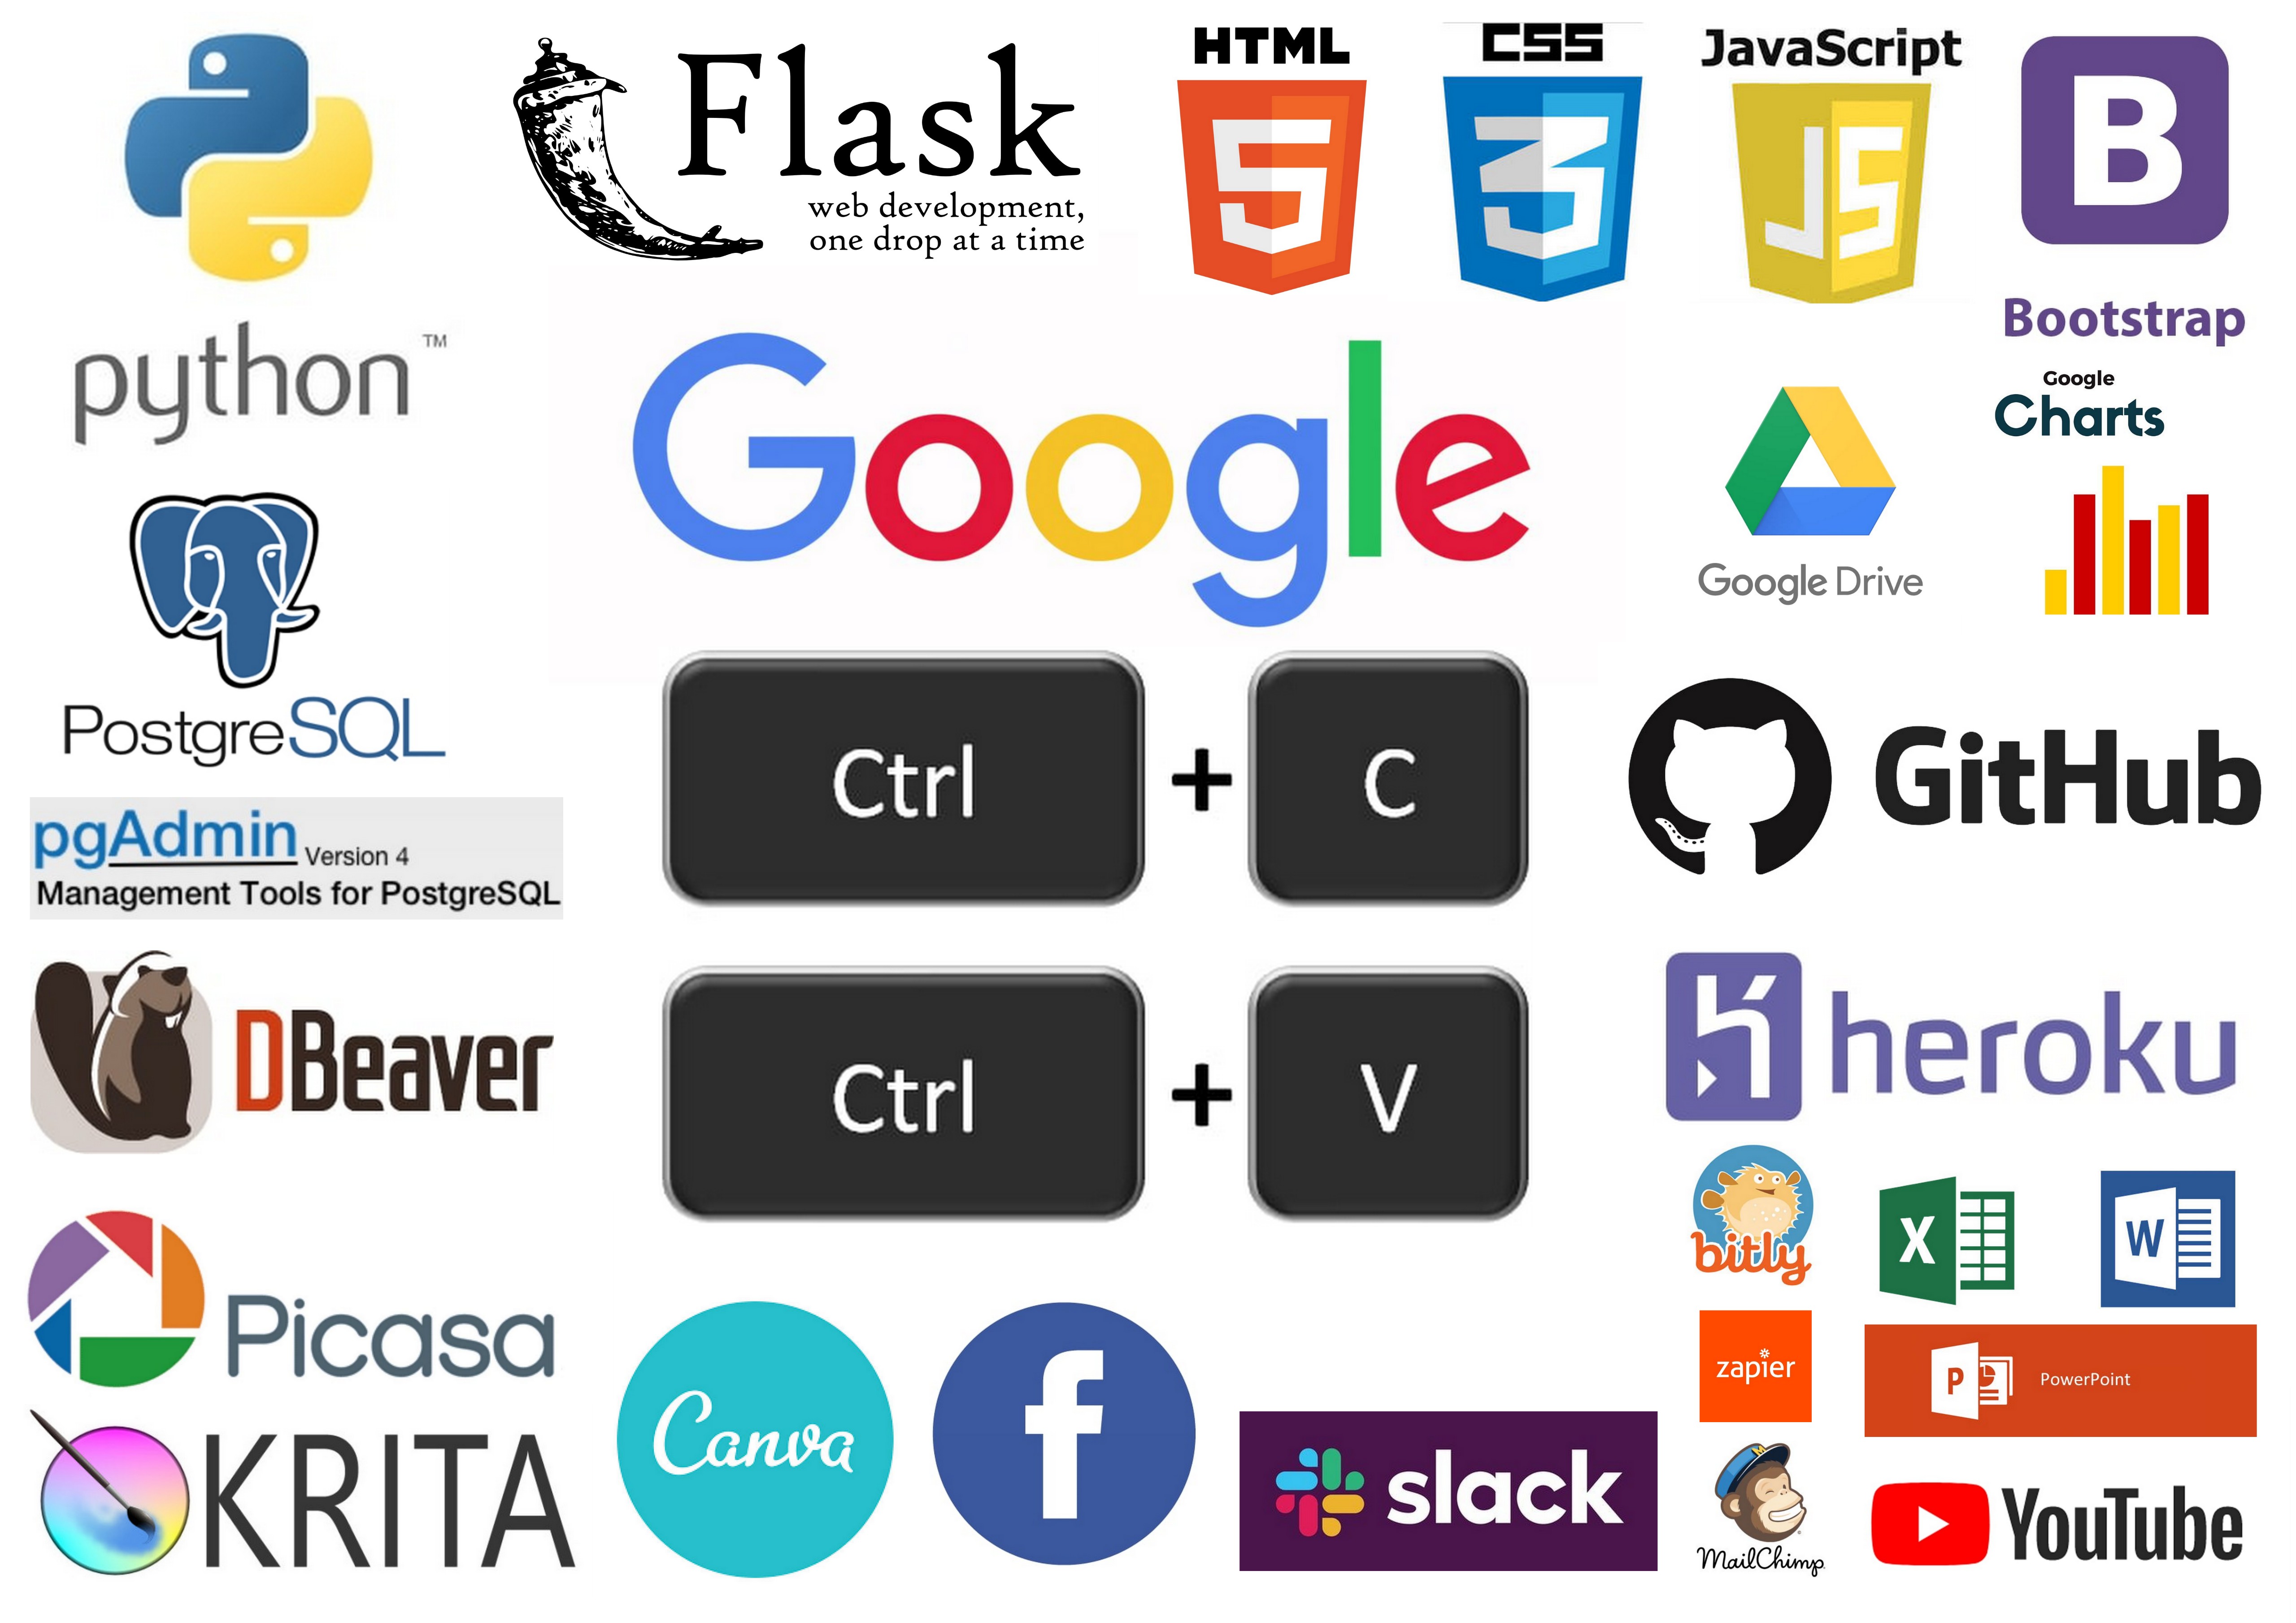 python
TM
Flask
web development,
one drop at a time
HTML
5
CSS
3
JavaScript
JS
B
Bootstrap
Google
Google Drive
Google
Charts
PostgreSQL
Ctrl + C
GitHub
pgAdmin Version 4
Management Tools for PostgreSQL
DBeaver
Ctrl + V
heroku
bitly
X
W
Picasa
Canva
f
zapier
P
PowerPoint
KRITA
slack
M
MailChimp
YouTube